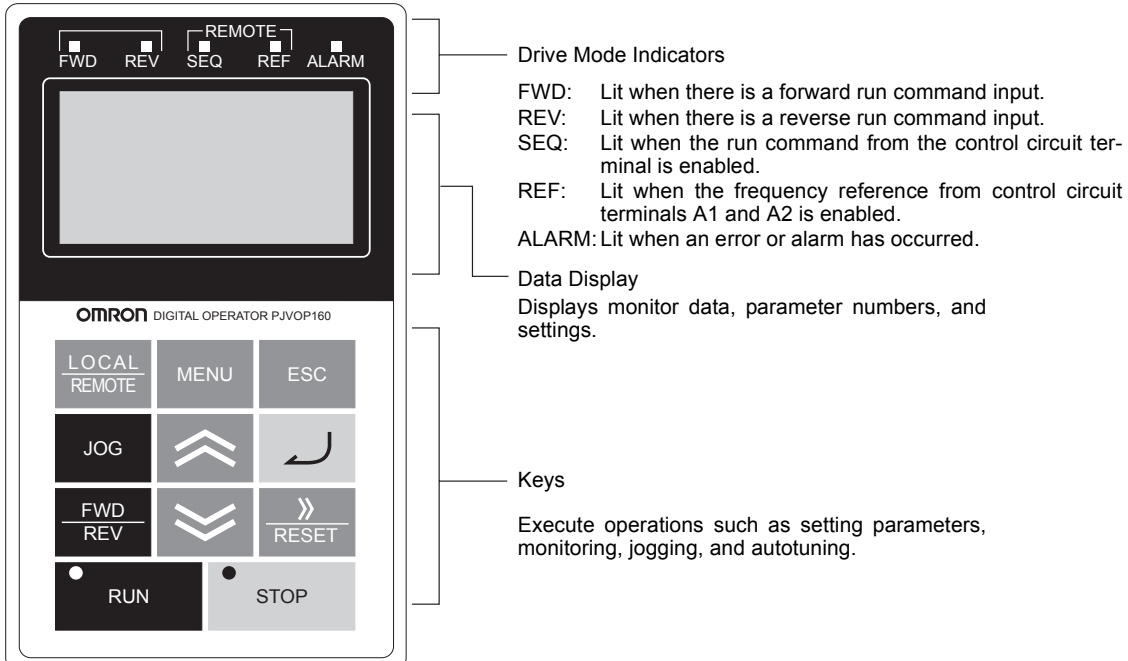 REMOTE
FWD REV SEQ REF ALARM
OMRON DIGITAL OPERATOR PJVOP160
LOCAL
REMOTE
MENU
ESC
JOG
FWD
REV
RESET
RUN
STOP
Drive Mode Indicators
FWD: Lit when there is a forward run command input.
REV: Lit when there is a reverse run command input.
SEQ: Lit when the run command from the control circuit ter-
minal is enabled.
REF: Lit when the frequency reference from control circuit
terminals A1 and A2 is enabled.
ALARM: Lit when an error or alarm has occurred.
Data Display
Displays monitor data, parameter numbers, and
settings.
Keys
Execute operations such as setting parameters,
monitoring, jogging, and autotuning.